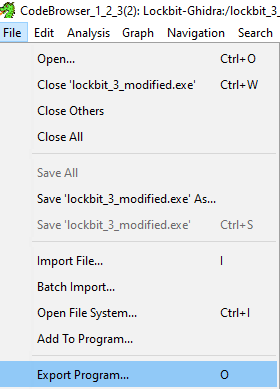 CodeBrowser_1_2_3(2): Lockbit-Ghidra:/lockbit_3_
File Edit Analysis Graph Navigation Search
Open... Ctrl+O
Close 'lockbit_3_modified.exe' Ctrl+W
Close Others
Close All
Save All
Save 'lockbit_3_modified.exe' As...
Save 'lockbit_3_modified.exe' Ctrl+S
Import File... I
Batch Import...
Open File System... Ctrl+I
Add To Program...
Export Program... O